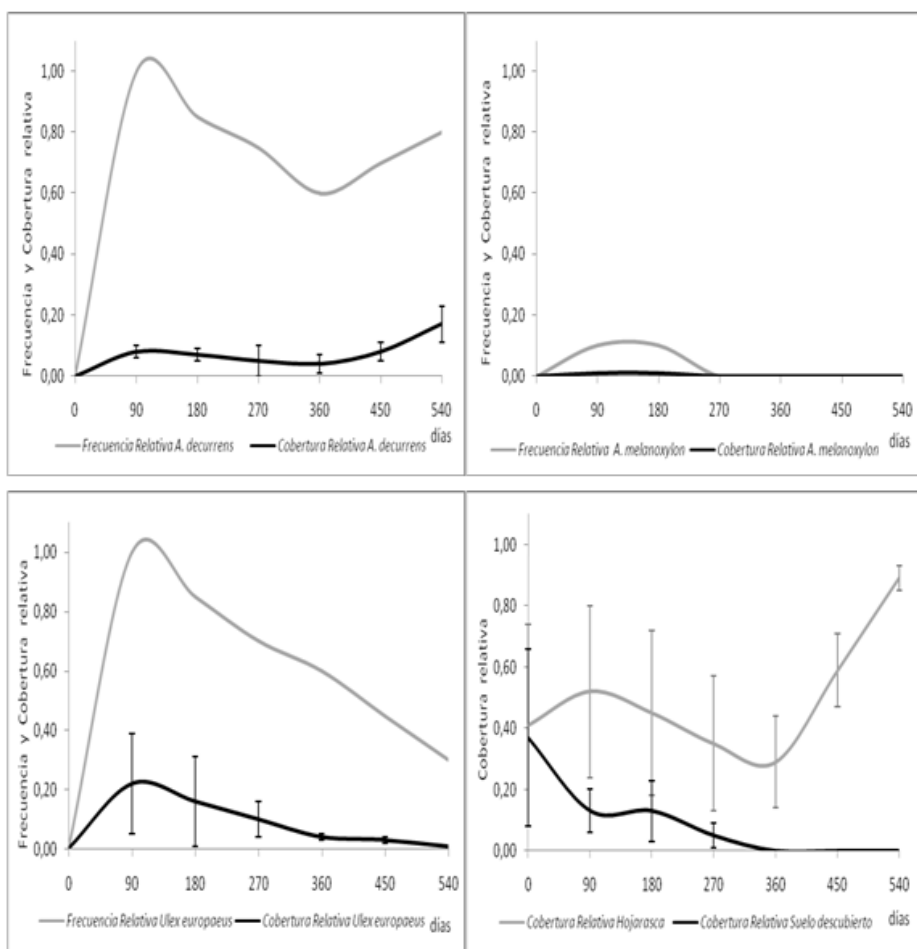 Frecuencia y Cobertura relativa
1,00
0,80
0,60
0,40
0,20
0,00
0 90 180 270 360 450 540
días
Frecuencia Relativa A. decurrens Cobertura Relativa A. decurrens
Frecuencia y Cobertura relativa
1,00
0,80
0,60
0,40
0,20
0,00
0 90 180 270 360 450 540
días
Frecuencia Relativa A. melanoxylon Cobertura Relativa A. melanoxylon
Frecuencia y Cobertura relativa
1,00
0,80
0,60
0,40
0,20
0,00
0 90 180 270 360 450 540
Frecuencia Relativa Ulex europaeus Cobertura Relativa Ulex europaeus días
Cobertura relativa
1,00
0,80
0,60
0,40
0,20
0,00
0 90 180 270 360 450 540
Cobertura Relativa Hojarasca Cobertura Relativa Suelo descubierto días